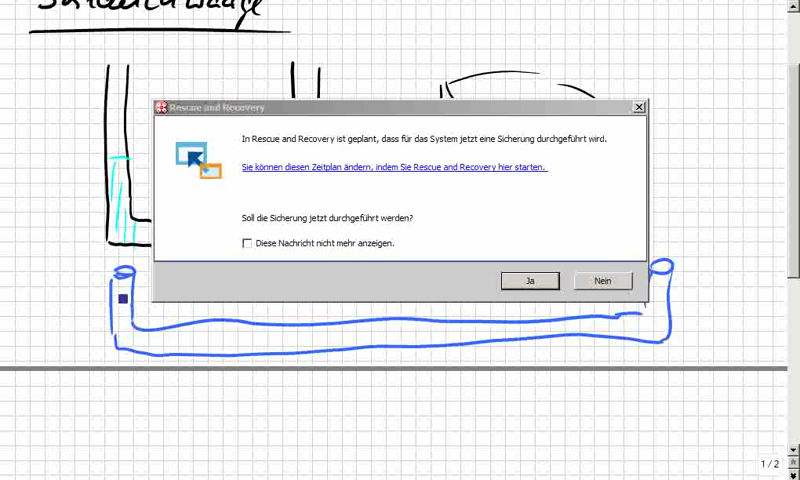 Rescue and Recovery
In Rescue and Recovery ist geplant, dass für das System jetzt eine Sicherung durchgeführt wird.
Sie können diesen Zeitplan ändern, indem Sie Rescue and Recovery hier starten.
Soll die Sicherung jetzt durchgeführt werden?
Diese Nachricht nicht mehr anzeigen.
Ja
Nein
1 / 2